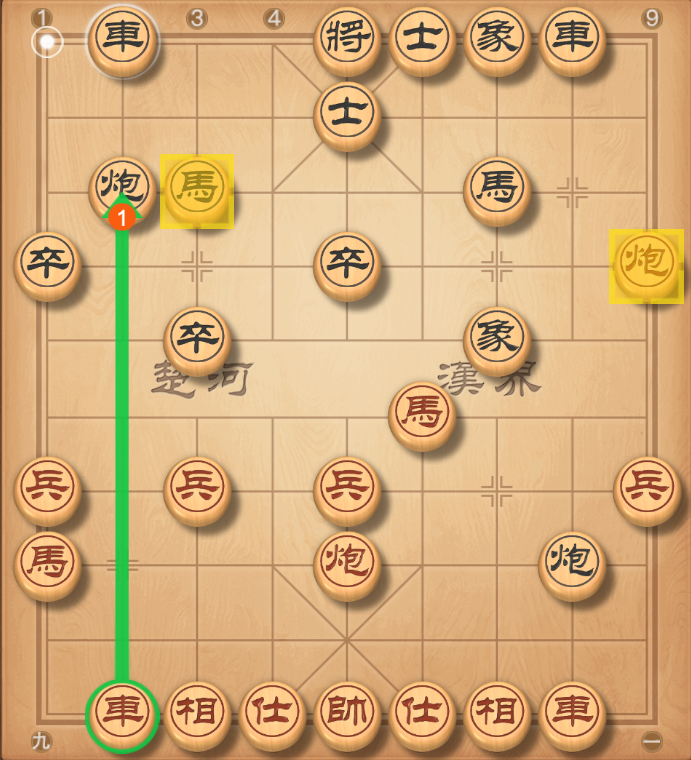 1 3 4 9
車 將 士 象 車
士
炮 馬 馬
1
卒 卒 炮
卒 象
楚河 漢界
馬
兵 兵 兵 兵
馬 炮 炮
車 相 仕 帥 仕 相 車
九 一